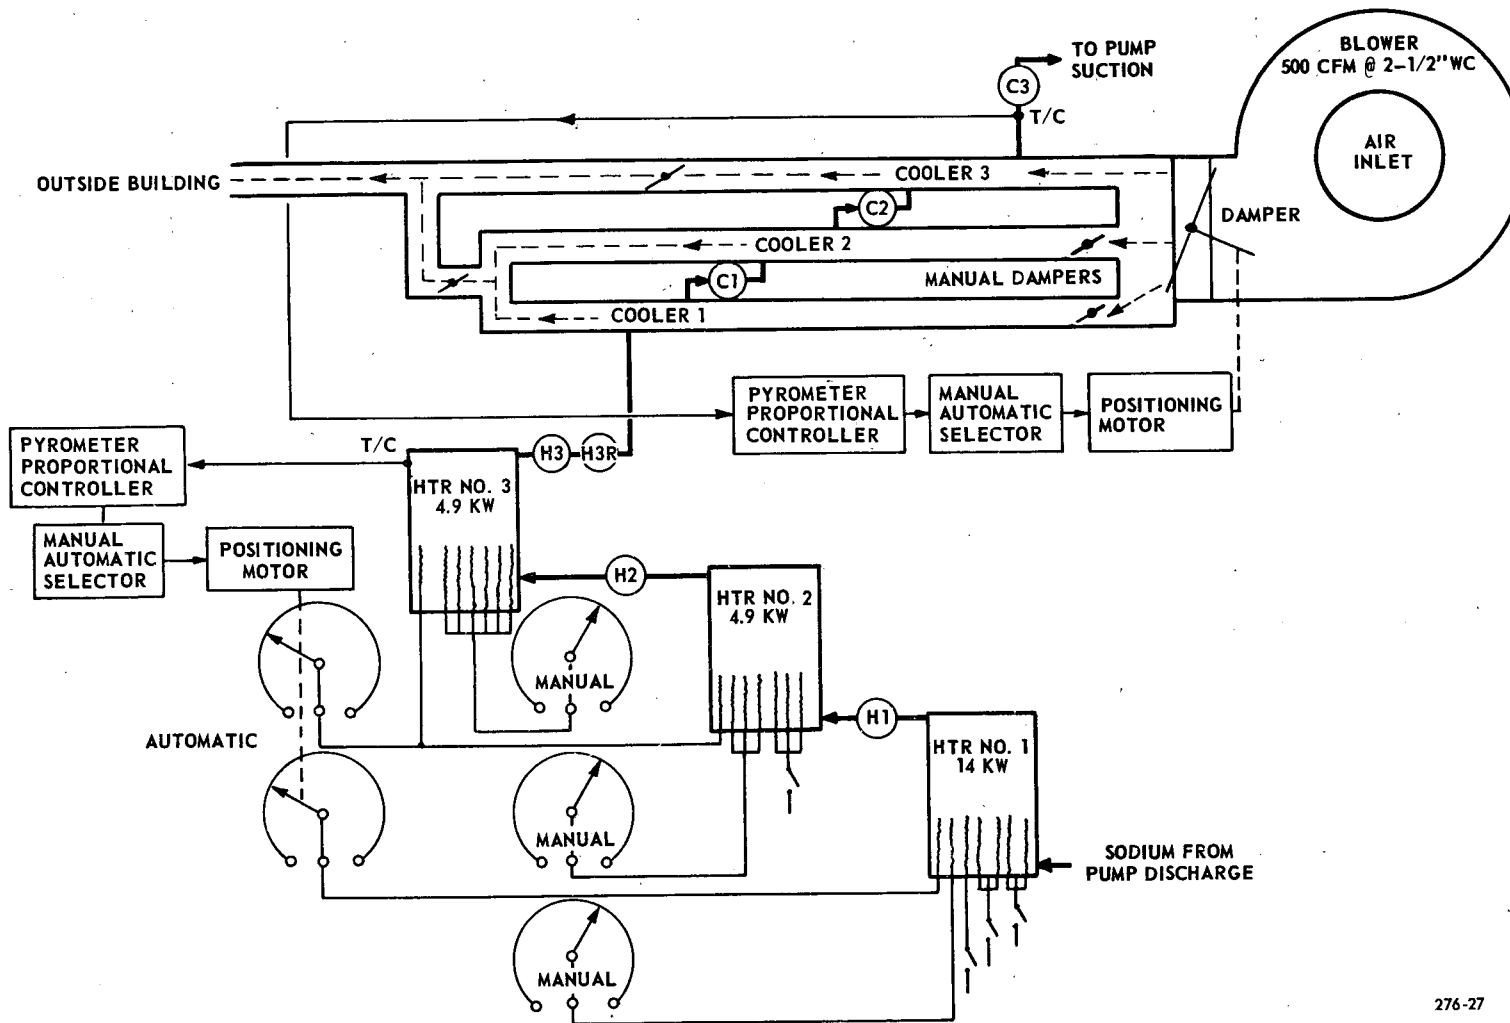 BLOWER
500 CFM @ 2-1/2" WC
AIR
INLET
TO PUMP
SUCTION
C3
T/C
OUTSIDE BUILDING
COOLER 3
C2
DAMPER
COOLER 2
C1
MANUAL DAMPERS
COOLER 1
PYROMETER
PROPORTIONAL
CONTROLLER
MANUAL
AUTOMATIC
SELECTOR
POSITIONING
MOTOR
PYROMETER
PROPORTIONAL
CONTROLLER
T/C
H3
H3R
HTR NO. 3
4.9 KW
MANUAL
AUTOMATIC
SELECTOR
POSITIONING
MOTOR
H2
HTR NO. 2
4.9 KW
MANUAL
H1
AUTOMATIC
HTR NO. 1
14 KW
MANUAL
SODIUM FROM
PUMP DISCHARGE
MANUAL
276-27